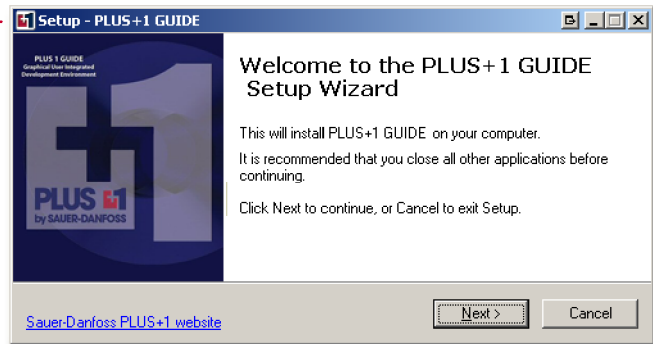 Setup - PLUS+1 GUIDE
PLUS 1 GUIDE
Graphical User Integrated
Development Environment
PLUS +1
by SAUER-DANFOSS
Welcome to the PLUS+1 GUIDE
Setup Wizard
This will install PLUS+1 GUIDE on your computer.
It is recommended that you close all other applications before
continuing.
Click Next to continue, or Cancel to exit Setup.
Sauer-Danfoss PLUS+1 website
Next >
Cancel